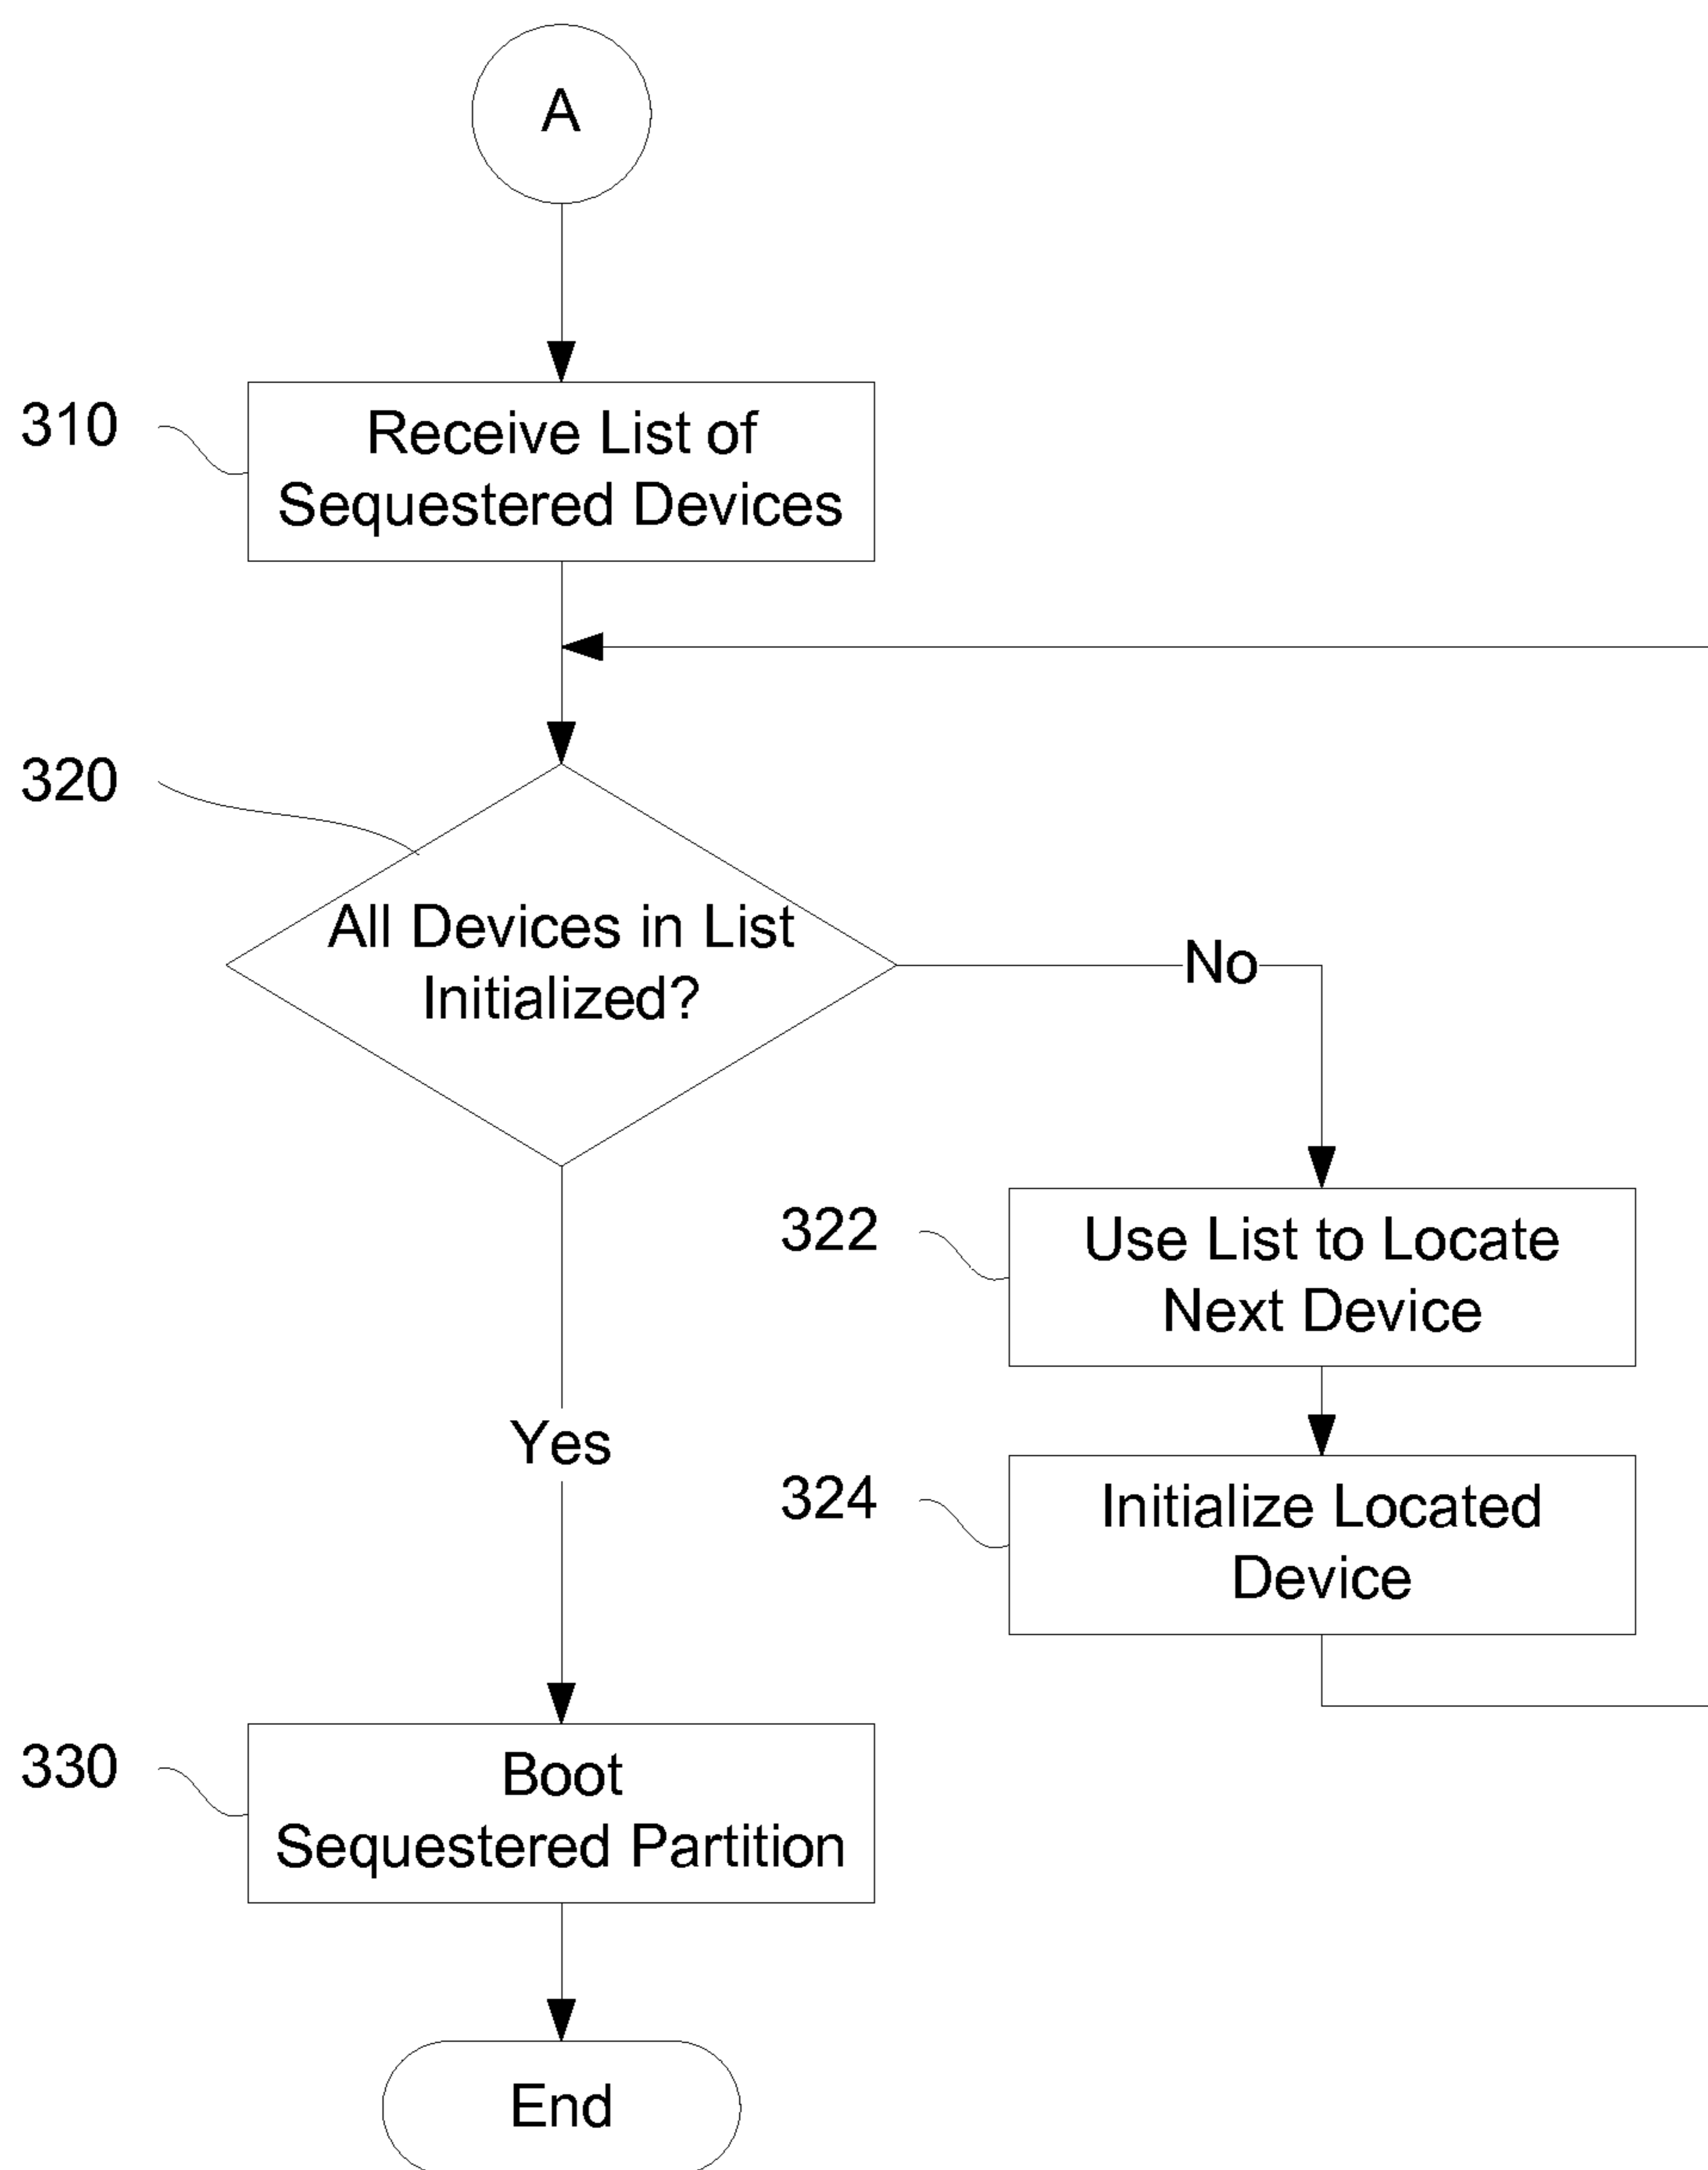 A
310
Receive List of
Sequestered Devices
320
All Devices in List
Initialized?
No
322
Use List to Locate
Next Device
Yes
324
Initialize Located
Device
330
Boot
Sequestered Partition
End